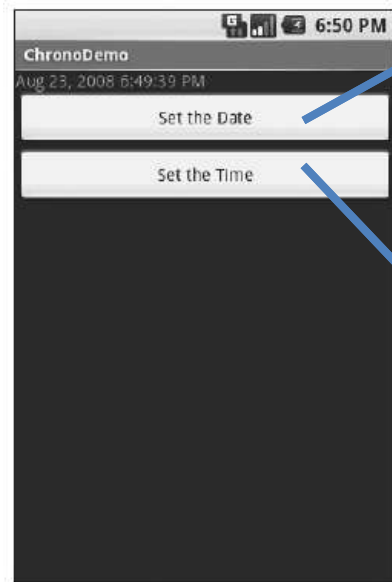 6:50 PM
ChronoDemo
Aug 23, 2008 6:49:39 PM
Set the Date
Set the Time